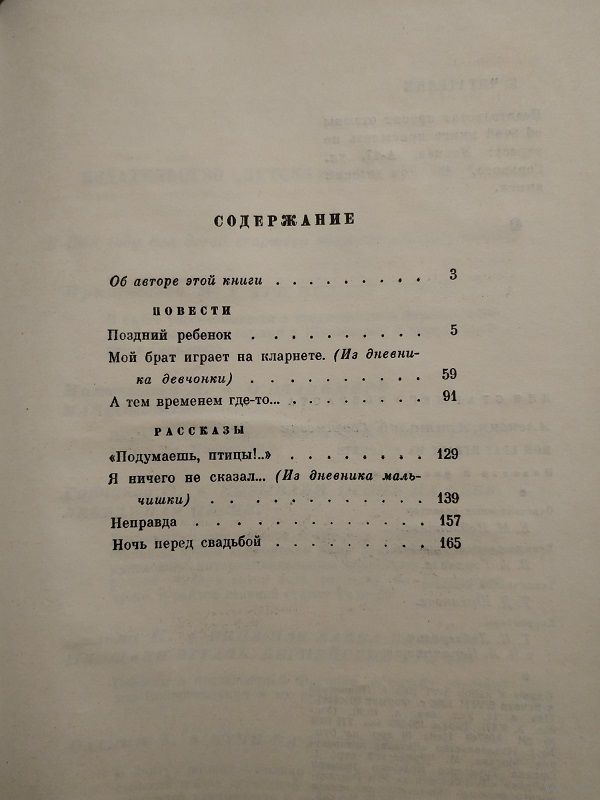 СОДЕРЖАНИЕ
Об авторе этой книги . . . . . . . . . 3
ПОВЕСТИ
Поздний ребенок . . . . . . . . . . 5
Мой брат играет на кларнете. (Из дневни-
ка девчонки) . . . . . . . . . . 59
А тем временем где-то... . . . . . . . . 91
РАССКАЗЫ
«Подумаешь, птицы!..» . . . . . . . . 129
Я ничего не сказал... (Из дневника маль-
чишки) . . . . . . . . . . . 139
Неправда . . . . . . . . . . . . . 157
Ночь перед свадьбой . . . . . . . . . 165